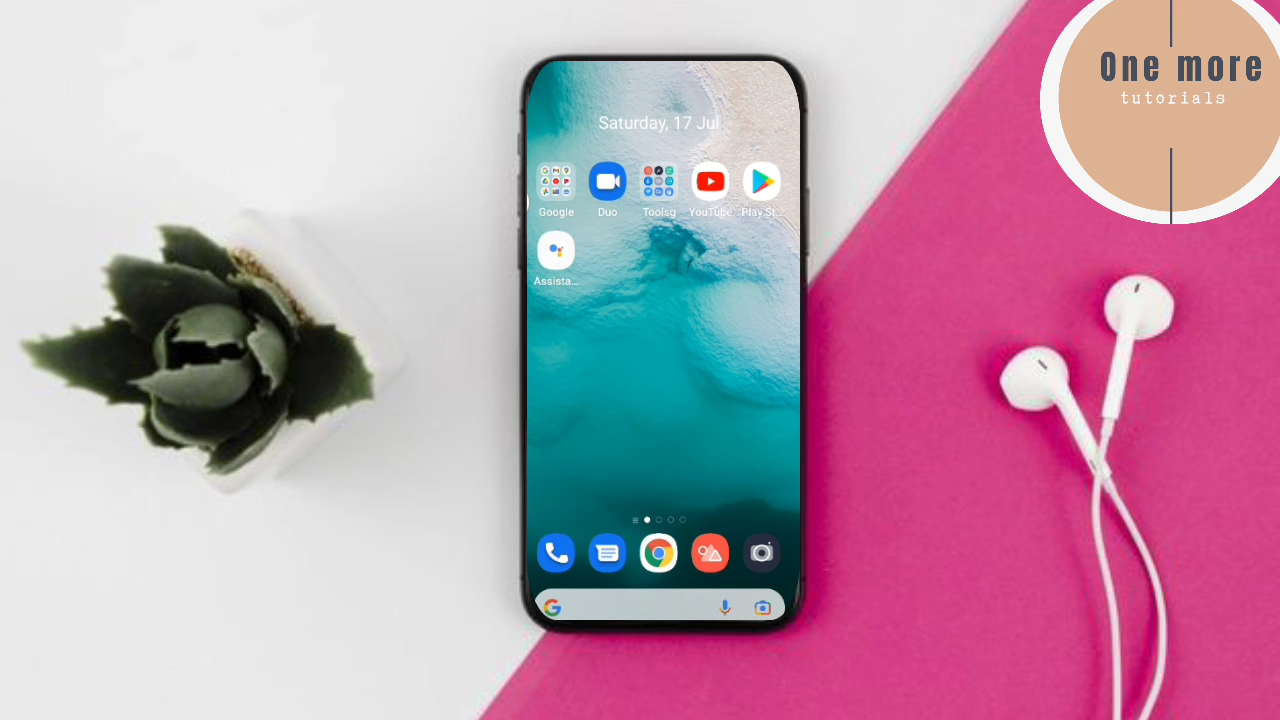 One more
tutorials
Saturday, 17 Jul
Google
Duo
Toolsg
YouTube
Play St...
Assista...